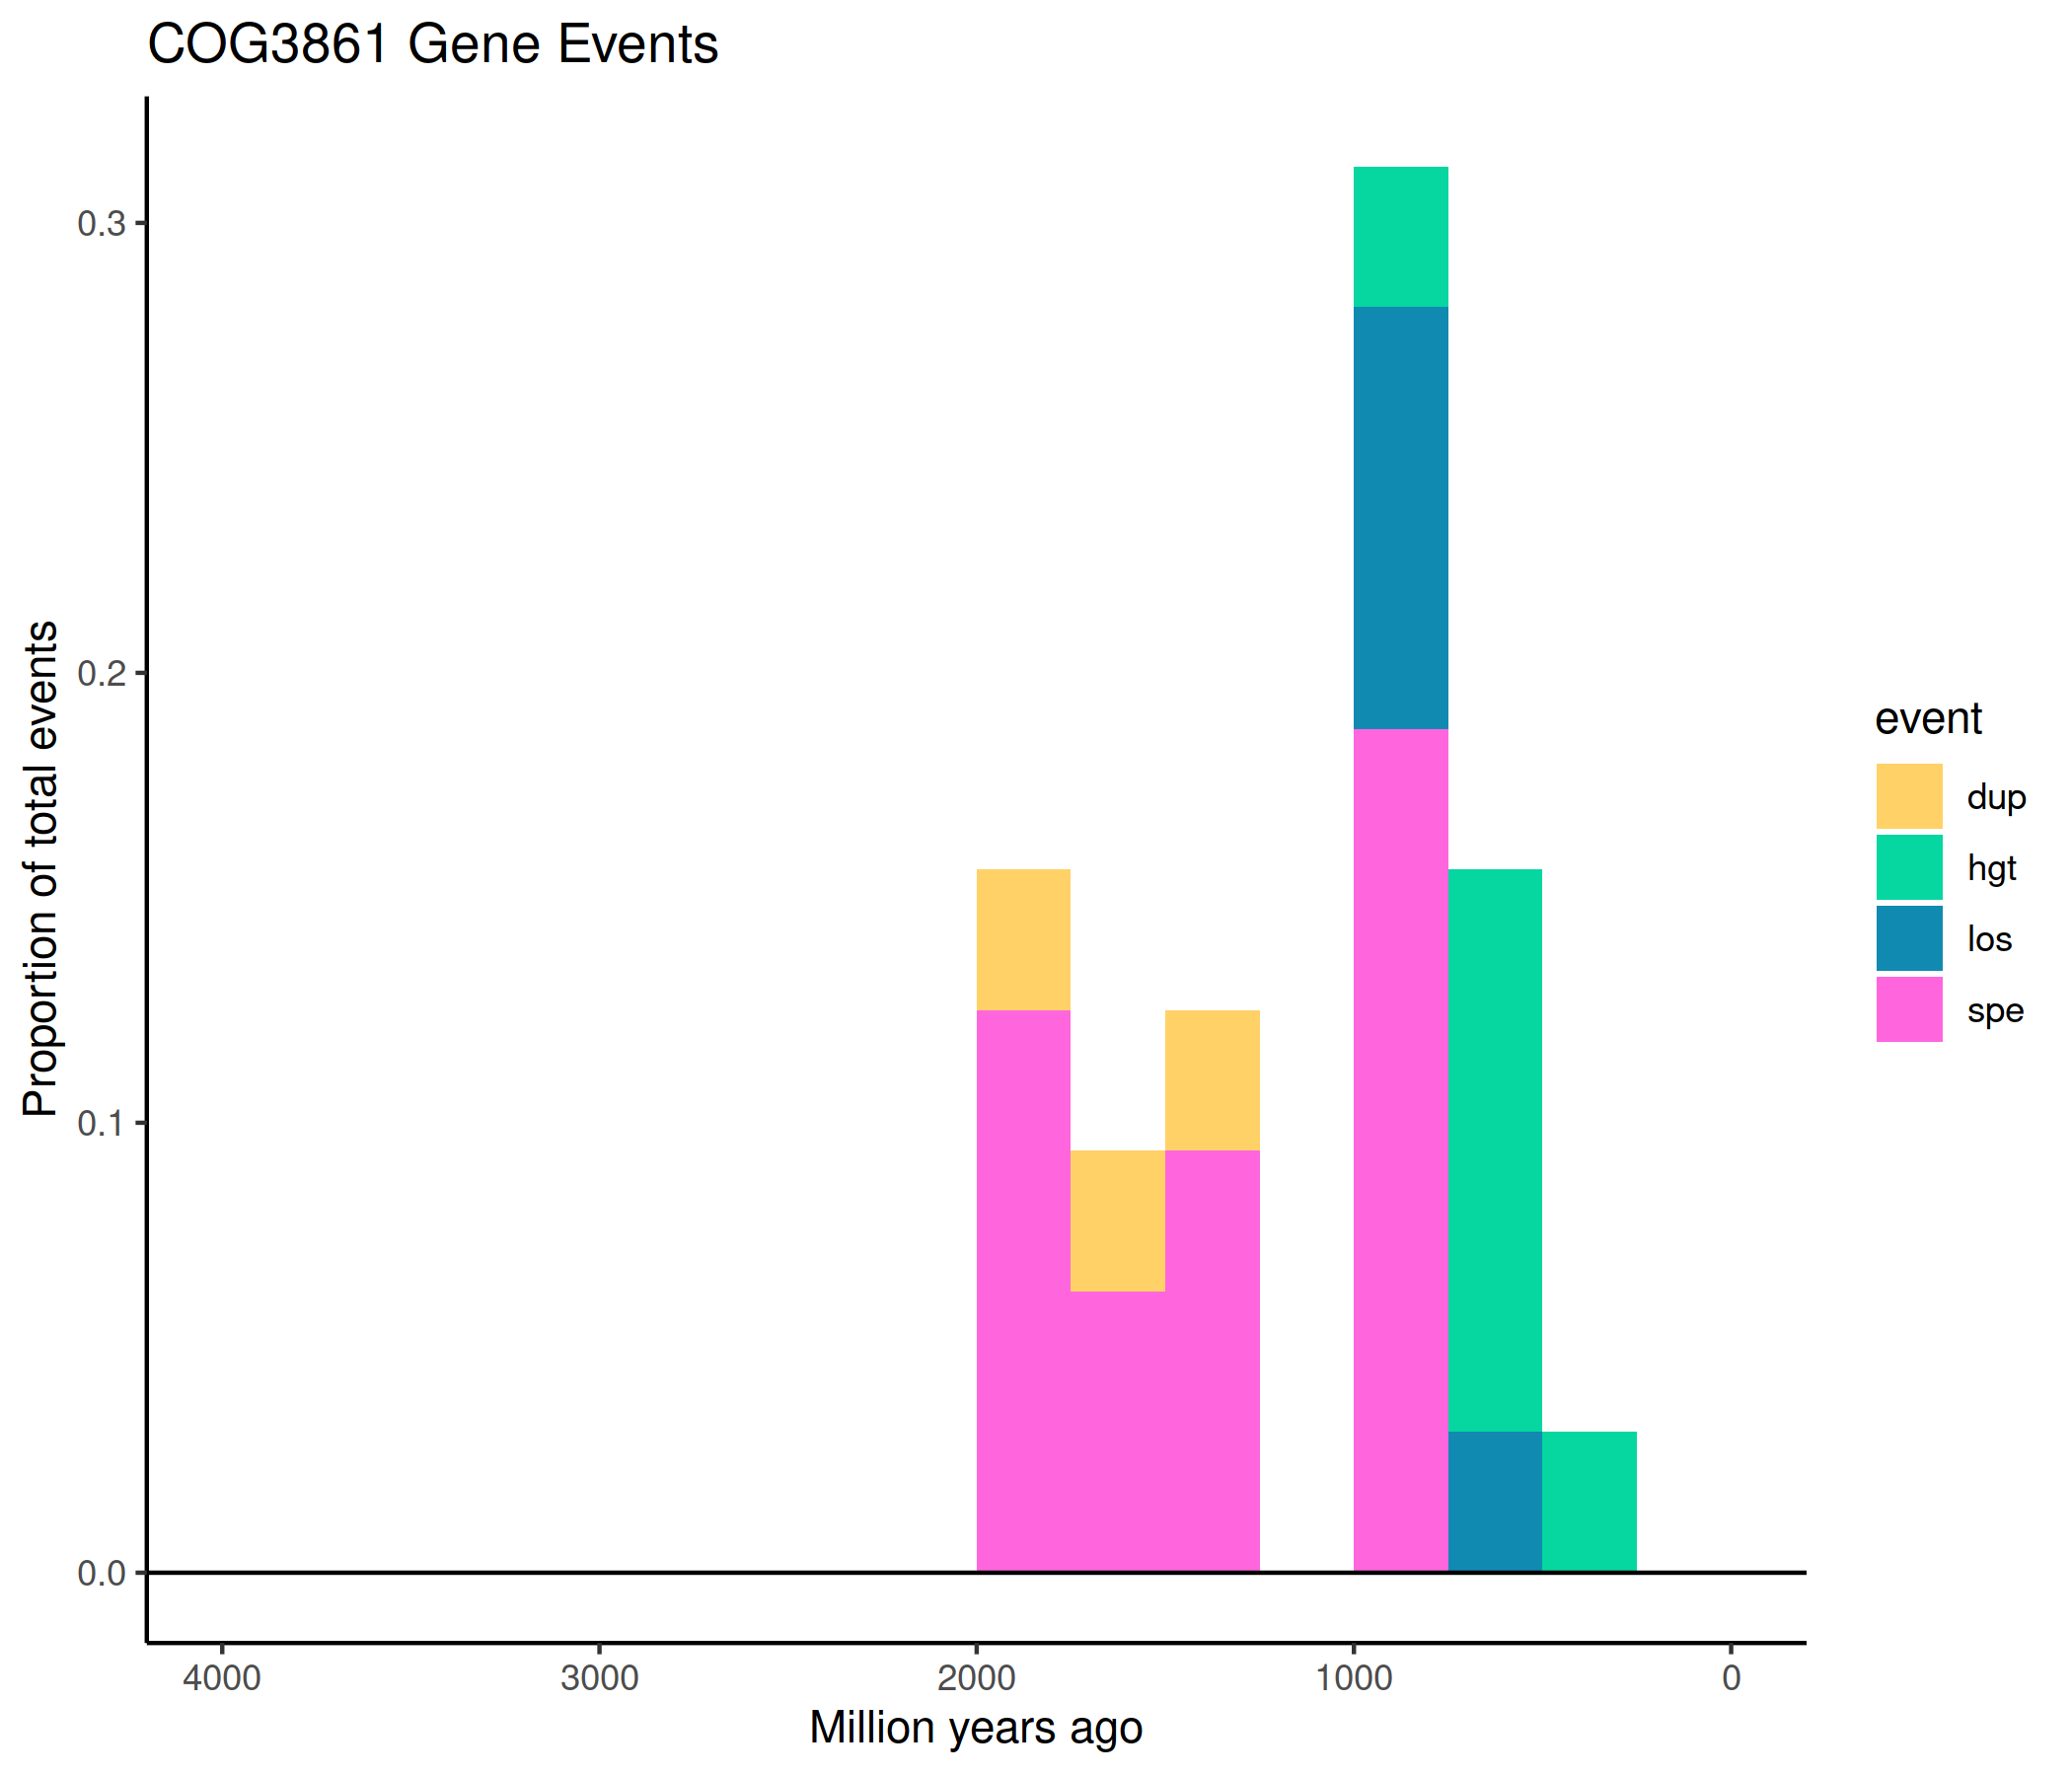 COG3861 Gene Events
Proportion of total events
0.3
0.2
0.1
0.0
4000 3000 2000 1000 0
Million years ago
event
dup
hgt
los
spe